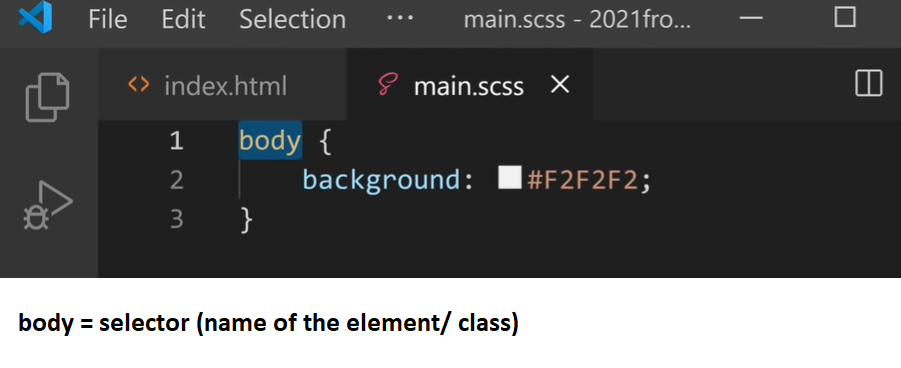 File Edit Selection ··· main.scss - 2021fro...
index.html main.scss
1 body {
2 background: #F2F2F2;
3 }
body = selector (name of the element/ class)